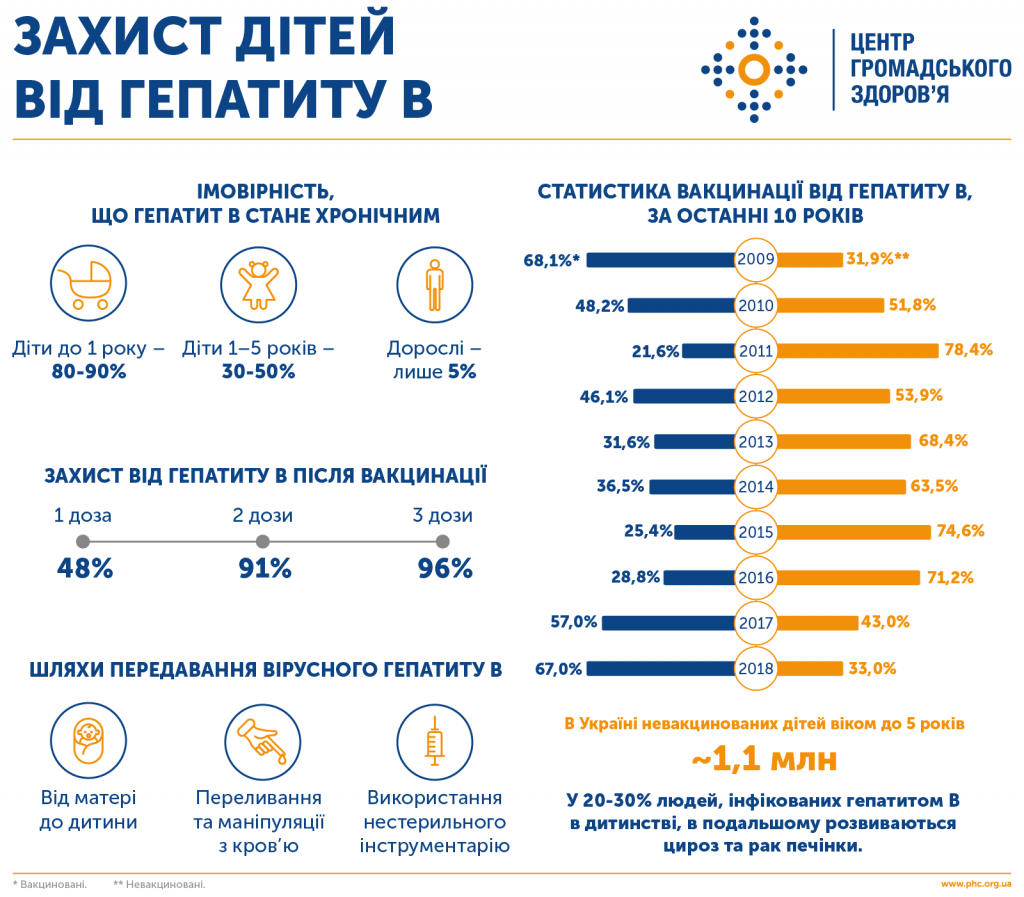 ЗАХИСТ ДІТЕЙ
ВІД ГЕПАТИТУ В
ЦЕНТР
ГРОМАДСЬКОГО
ЗДОРОВ’Я
ІМОВІРНІСТЬ,
ЩО ГЕПАТИТ В СТАНЕ ХРОНІЧНИМ
Діти до 1 року –
80-90%
Діти 1–5 років –
30-50%
Дорослі –
лише 5%
ЗАХИСТ ВІД ГЕПАТИТУ В ПІСЛЯ ВАКЦИНАЦІЇ
1 доза 2 дози 3 дози
48% 91% 96%
ШЛЯХИ ПЕРЕДАВАННЯ ВІРУСНОГО ГЕПАТИТУ В
Від матері
до дитини
Переливання
та маніпуляції
з кров’ю
Використання
нестерильного
інструментарію
СТАТИСТИКА ВАКЦИНАЦІЇ ВІД ГЕПАТИТУ В,
ЗА ОСТАННІ 10 РОКІВ
68,1%* 2009 31,9%**
48,2% 2010 51,8%
21,6% 2011 78,4%
46,1% 2012 53,9%
31,6% 2013 68,4%
36,5% 2014 63,5%
25,4% 2015 74,6%
28,8% 2016 71,2%
57,0% 2017 43,0%
67,0% 2018 33,0%
В Україні невакцинованих дітей віком до 5 років
~1,1 млн
У 20-30% людей, інфікованих гепатитом В
в дитинстві, в подальшому розвиваються
цироз та рак печінки.
* Вакциновані. ** Невакциновані.
www.phc.org.ua